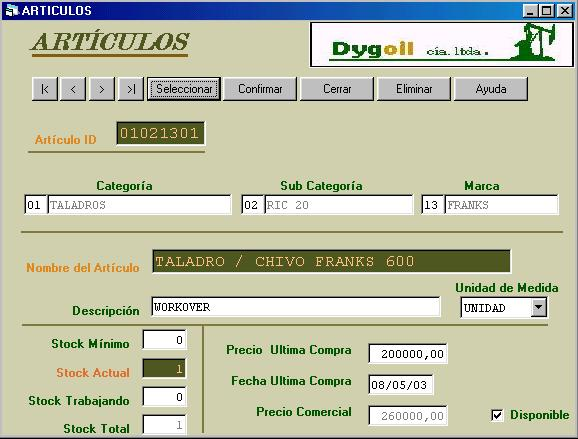 ARTICULOS
ARTÍCULOS
Dygoil cía. ltda.
|< < > >| Seleccionar Confirmar Cerrar Eliminar Ayuda
Artículo ID 01021301
Categoría Sub Categoría Marca
01 TALADROS 02 RIC 20 13 FRANKS
Nombre del Artículo TALADRO / CHIVO FRANKS 600
Unidad de Medida
Descripción WORKOVER UNIDAD
Stock Mínimo 0
Precio Ultima Compra 200000,00
Stock Actual 1
Fecha Ultima Compra 08/05/03
Stock Trabajando 0
Precio Comercial 260000,00 Disponible
Stock Total 1